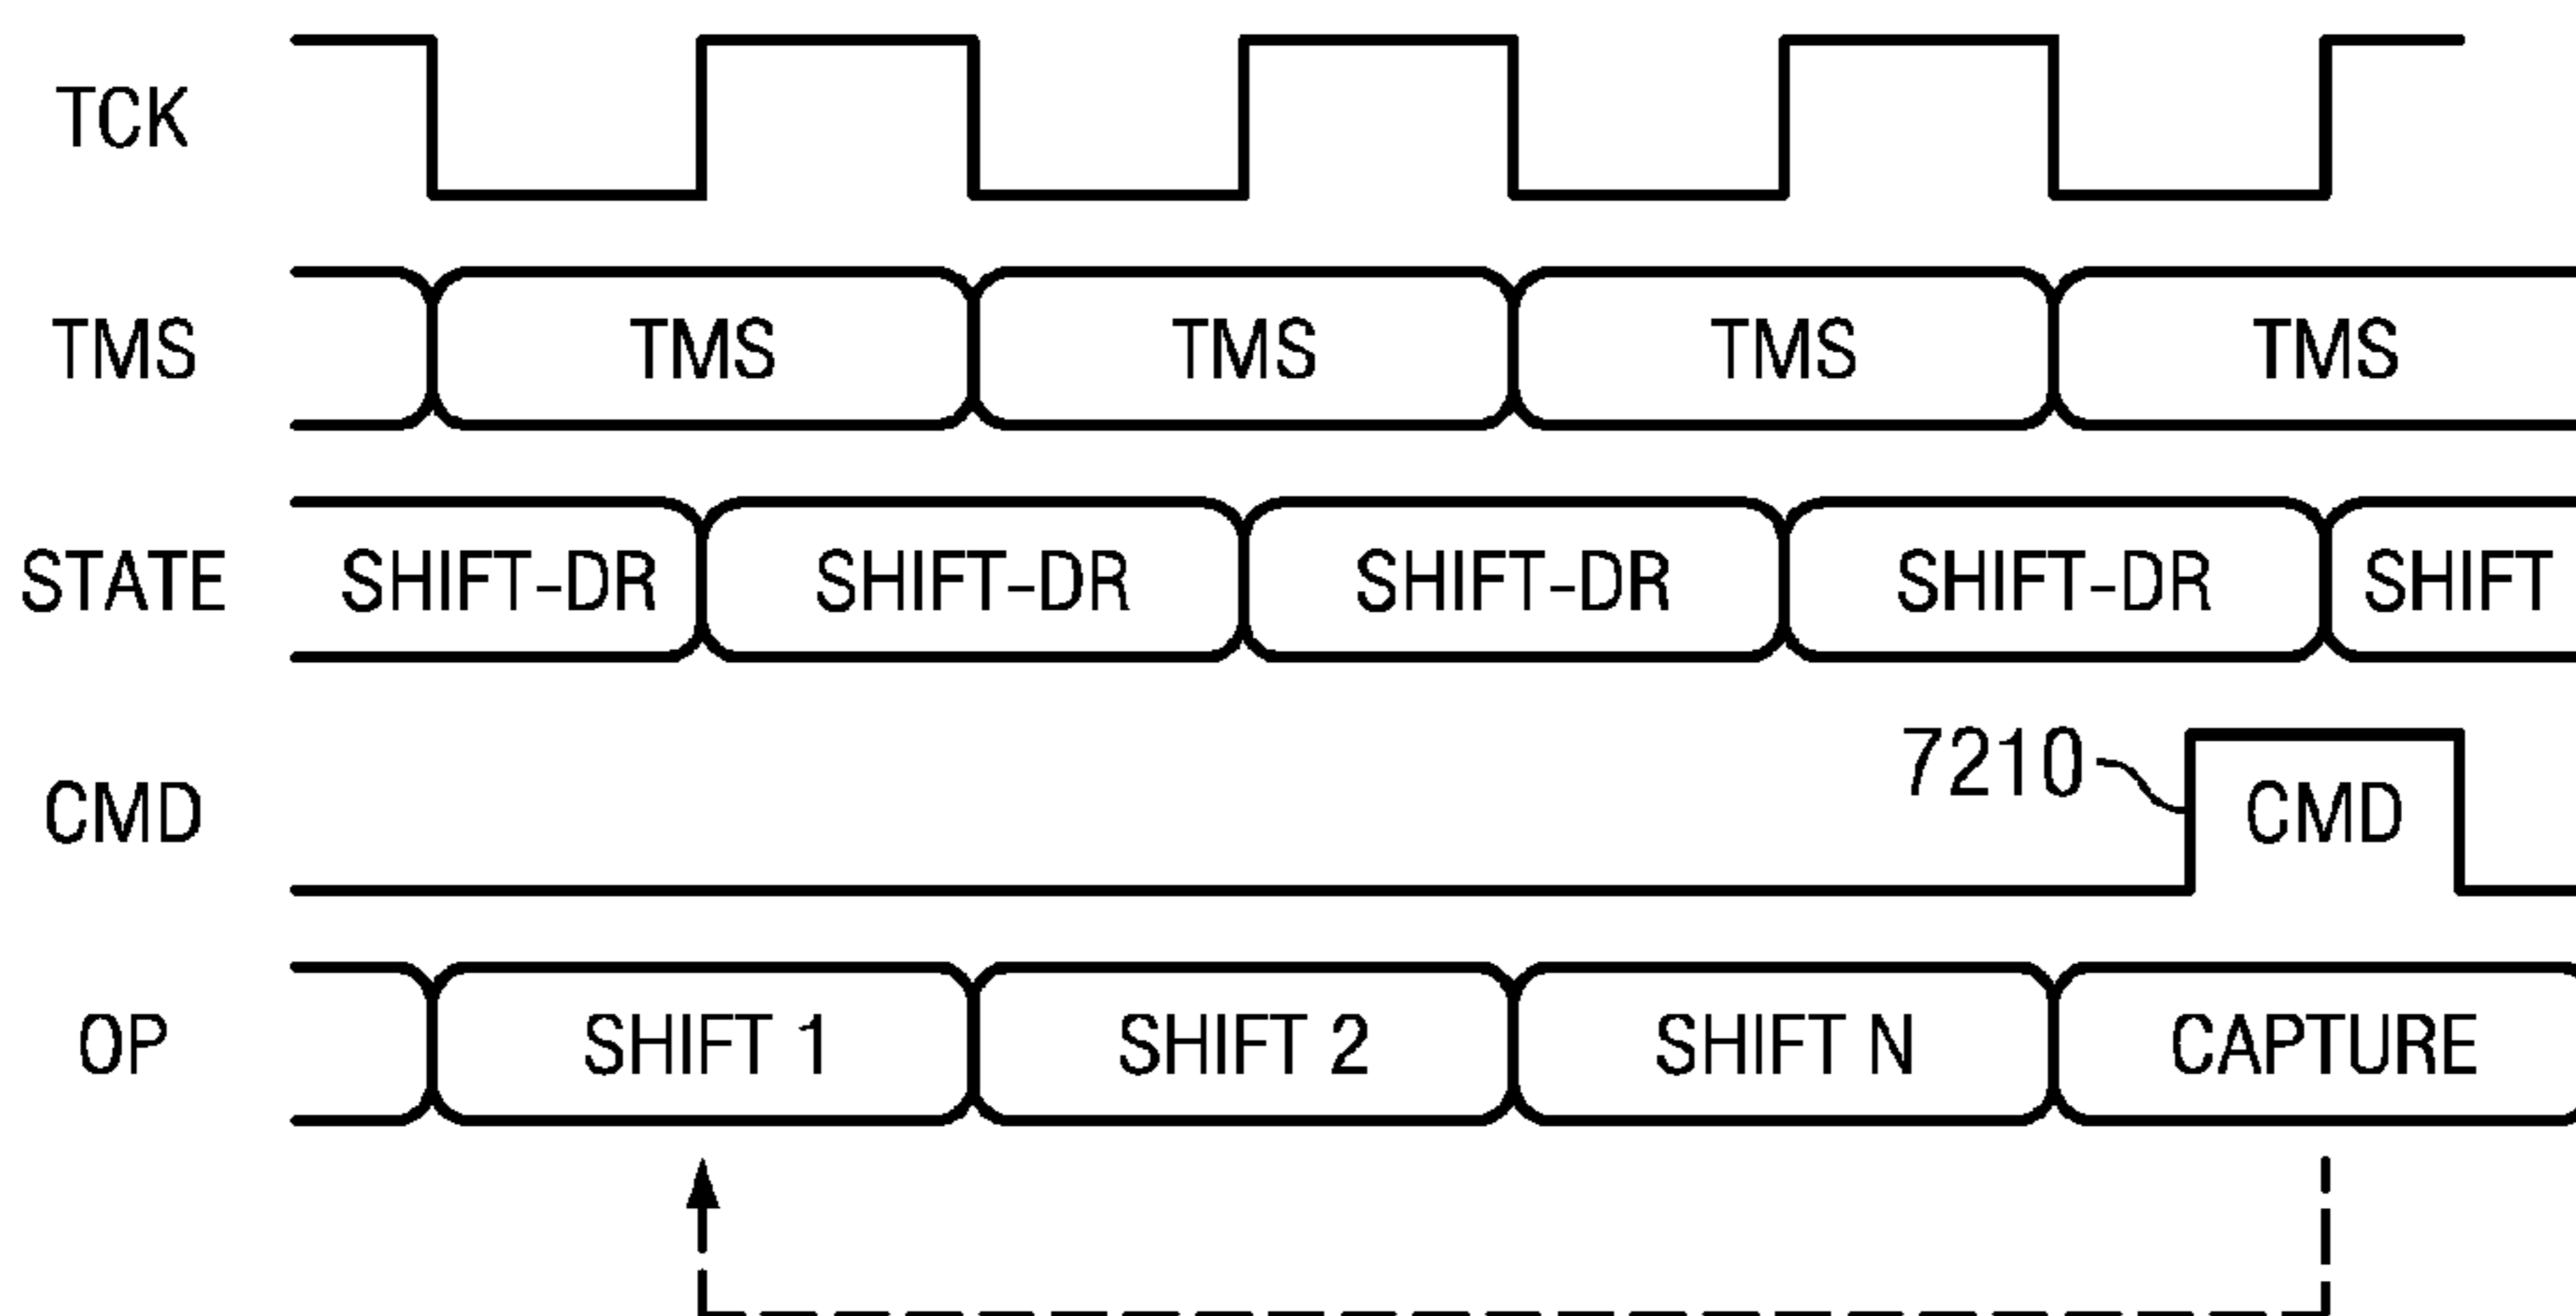 TCK
TMS TMS TMS TMS TMS
STATE SHIFT-DR SHIFT-DR SHIFT-DR SHIFT-DR SHIFT
7210
CMD CMD
OP SHIFT 1 SHIFT 2 SHIFT N CAPTURE